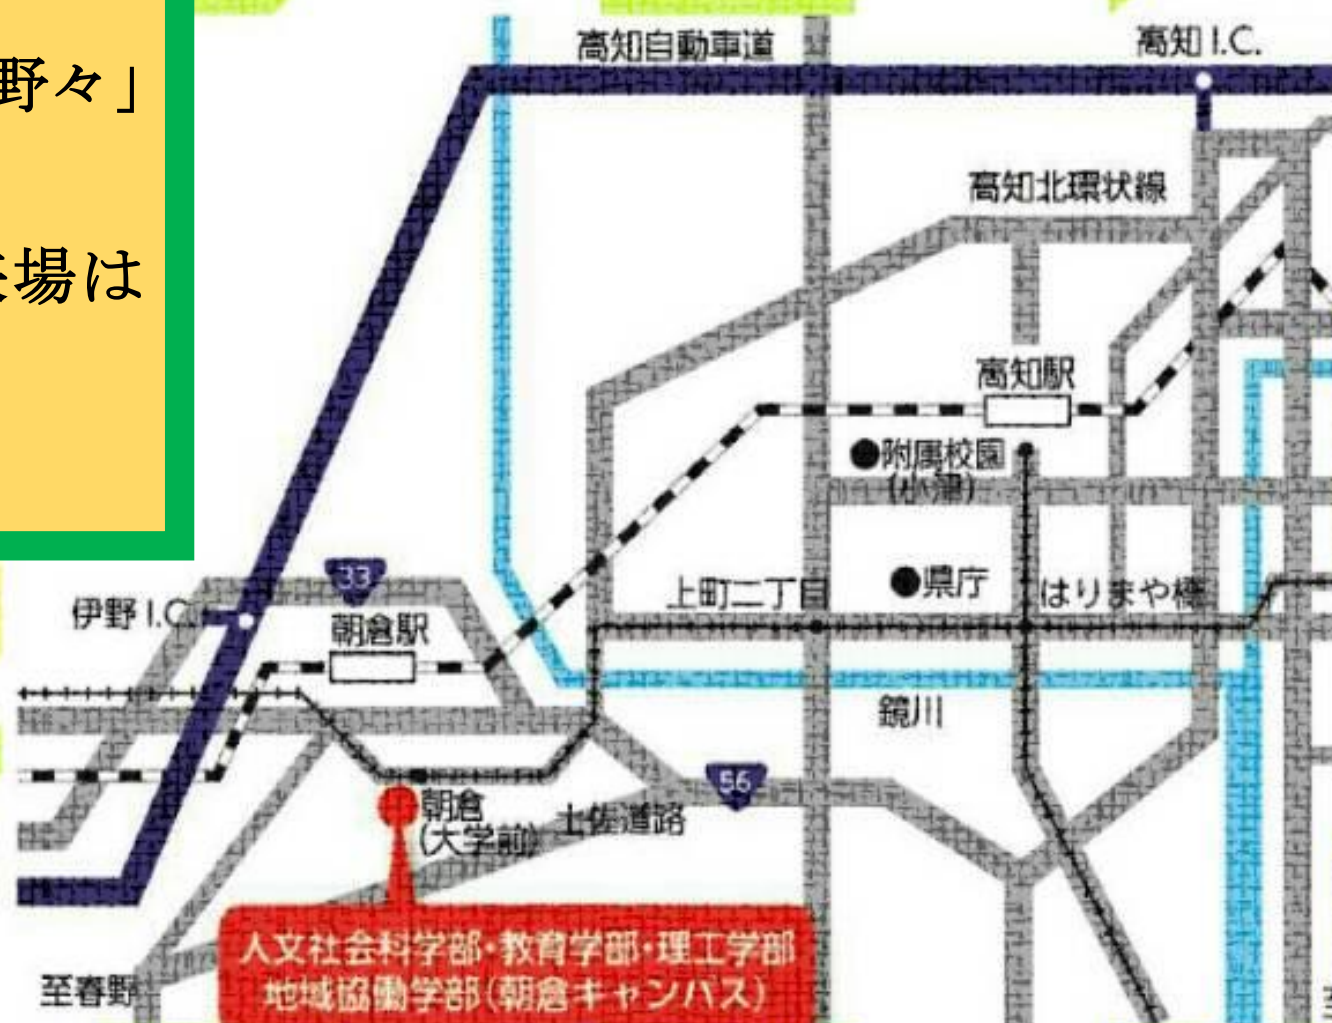 野々」
来場は
高知自動車道
高知 I.C.
高知北環状線
高知駅
●附属校園
(小津)
33
伊野 I.C.
朝倉駅
上町二丁目
●県庁
はりまや橋
鏡川
56
朝倉
(大学前)
土佐道路
人文社会科学部・教育学部・理工学部
地域協働学部(朝倉キャンパス)
至春野
至